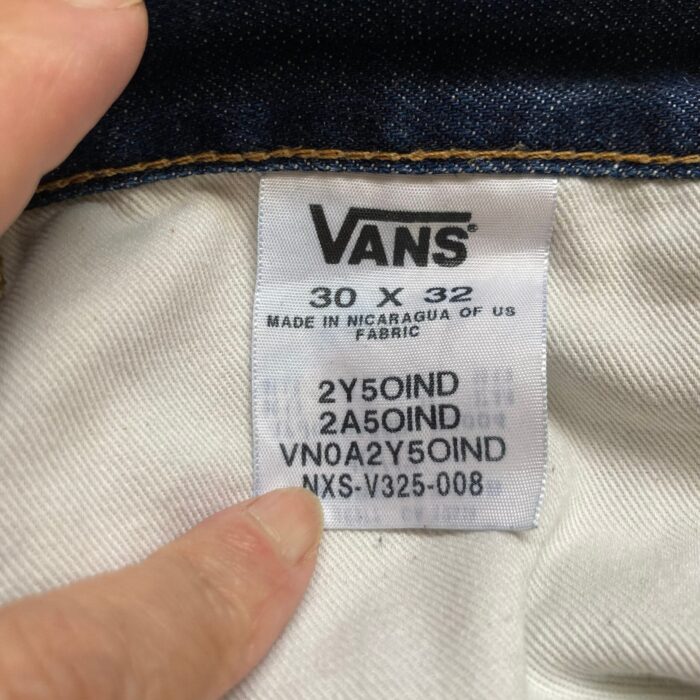 VANS®
30 X 32
MADE IN NICARAGUA OF US
FABRIC
2Y5OIND
2A5OIND
VN0A2Y5OIND
NXS-V325-008